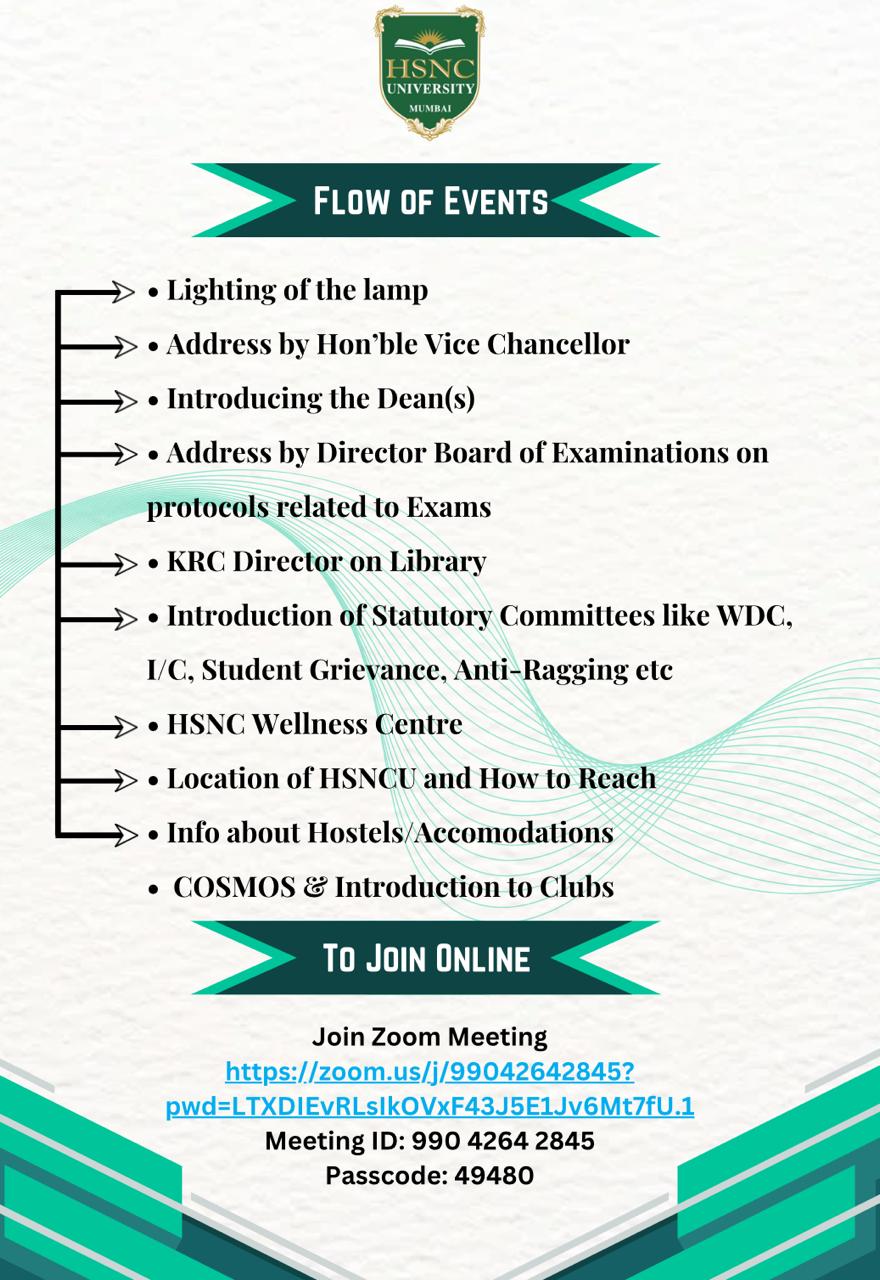 HSNC
UNIVERSITY
MUMBAI
Flow of Events
• Lighting of the lamp
• Address by Hon’ble Vice Chancellor
• Introducing the Dean(s)
• Address by Director Board of Examinations on
protocols related to Exams
• KRC Director on Library
• Introduction of Statutory Committees like WDC,
I/C, Student Grievance, Anti-Ragging etc
• HSNC Wellness Centre
• Location of HSNCU and How to Reach
• Info about Hostels/Accomodations
• COSMOS & Introduction to Clubs
To Join Online
Join Zoom Meeting
https://zoom.us/j/99042642845?
pwd=LTXDIEvRLsIkOVxF43J5E1Jv6Mt7fU.1
Meeting ID: 990 4264 2845
Passcode: 49480